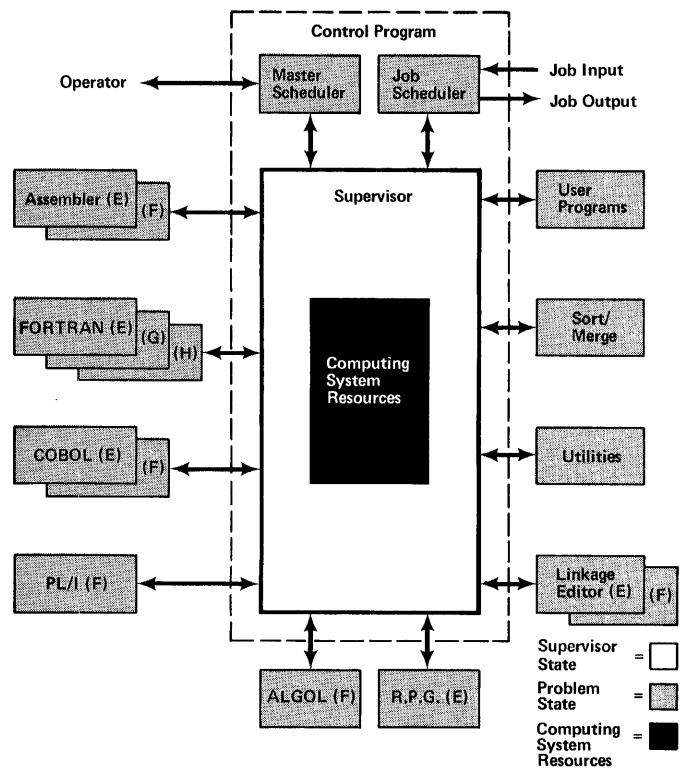 Control Program
Operator
Master
Scheduler
Job
Scheduler
Job Input
Job Output
Supervisor
Assembler (E)
(F)
User
Programs
FORTRAN (E)
(G)
(H)
Sort/
Merge
Computing
System
Resources
COBOL (E)
(F)
Utilities
PL/I (F)
Linkage
Editor (E)
(F)
ALGOL (F)
R.P.G. (E)
Supervisor
State
=
Problem
State
=
Computing
System
Resources
=